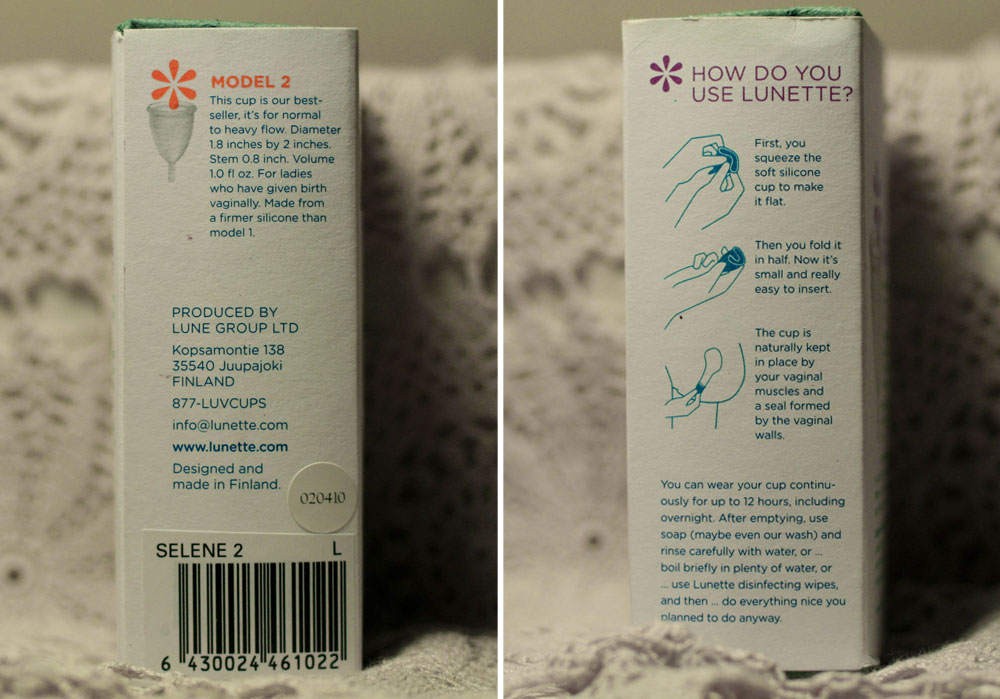 MODEL 2
This cup is our best-
seller, it's for normal
to heavy flow. Diameter
1.8 inches by 2 inches.
Stem 0.8 inch. Volume
1.0 fl oz. For ladies
who have given birth
vaginally. Made from
a firmer silicone than
model 1.
PRODUCED BY
LUNE GROUP LTD
Kopsamontie 138
35540 Juupajoki
FINLAND
877-LUVCUPS
info@lunette.com
www.lunette.com
Designed and
made in Finland.
020410
SELENE 2 L
6 430024 461022
HOW DO YOU
USE LUNETTE?
First, you
squeeze the
soft silicone
cup to make
it flat.
Then you fold it
in half. Now it's
small and really
easy to insert.
The cup is
naturally kept
in place by
your vaginal
muscles and
a seal formed
by the vaginal
walls.
You can wear your cup continu-
ously for up to 12 hours, including
overnight. After emptying, use
soap (maybe even our wash) and
rinse carefully with water, or ...
boil briefly in plenty of water, or
... use Lunette disinfecting wipes,
and then ... do everything nice you
planned to do anyway.